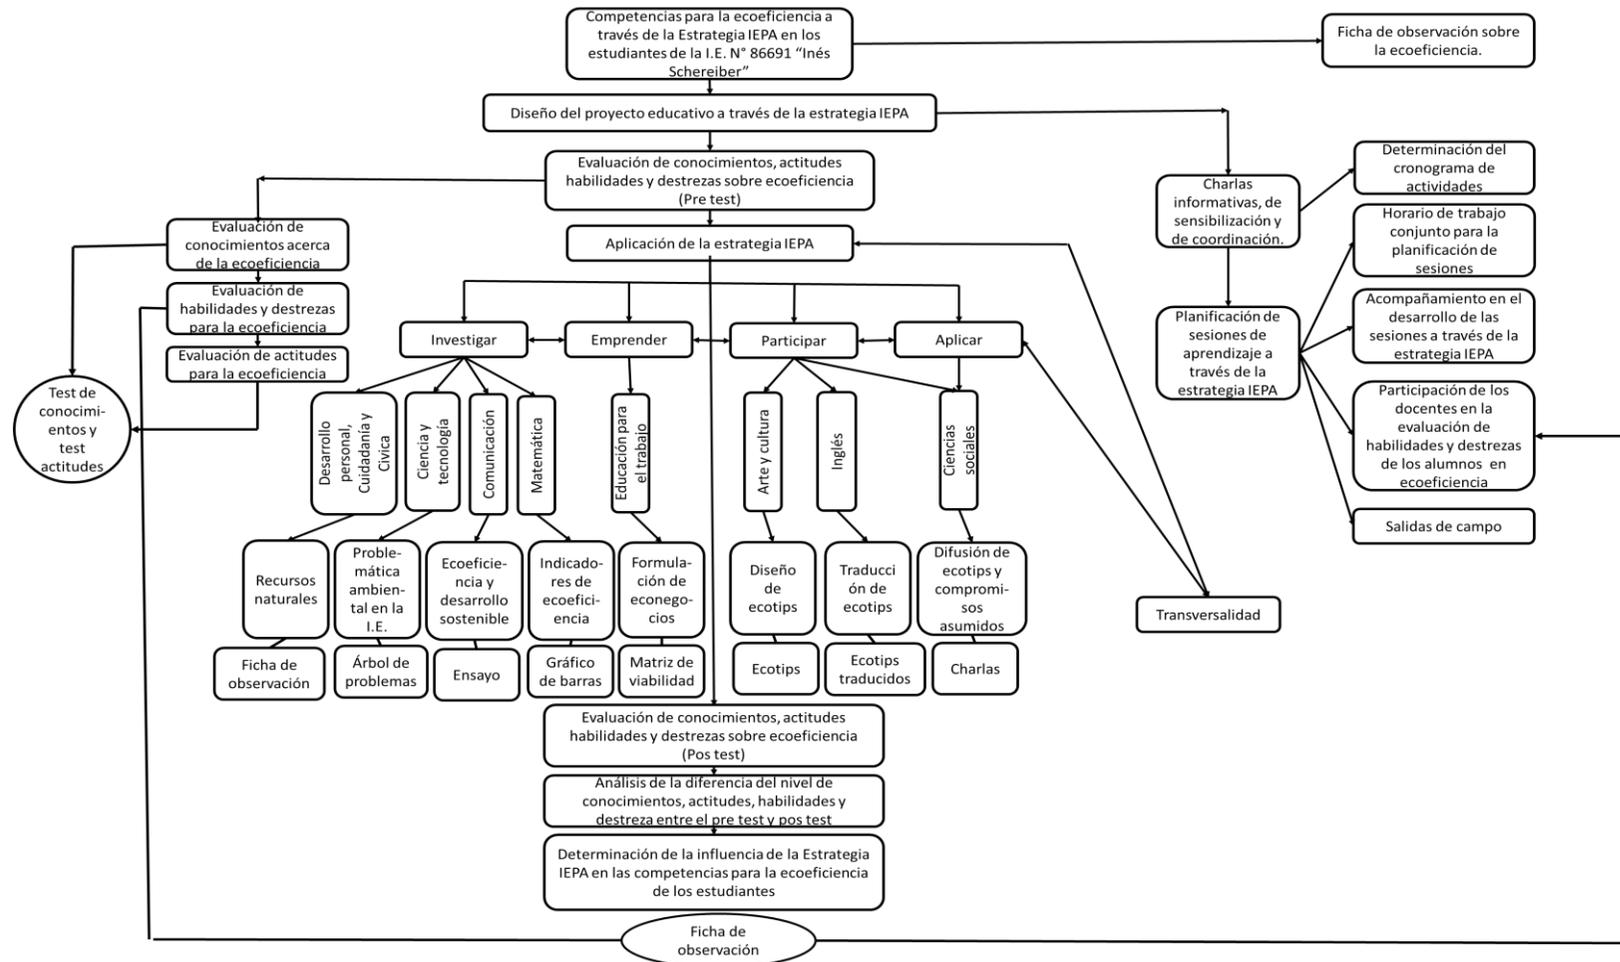 Competencias para la ecoeficiencia a
través de la Estrategia IEPA en los
estudiantes de la I.E. N° 86691 “Inés
Schereiber”
Ficha de observación sobre
la ecoeficiencia.
Diseño del proyecto educativo a través de la estrategia IEPA
Evaluación de conocimientos, actitudes
habilidades y destrezas sobre ecoeficiencia
(Pre test)
Aplicación de la estrategia IEPA
Charlas
informativas, de
sensibilización y
de coordinación.
Determinación del
cronograma de
actividades
Horario de trabajo
conjunto para la
planificación de
sesiones
Planificación de
sesiones de
aprendizaje a
través de la
estrategia IEPA
Acompañamiento en el
desarrollo de las
sesiones a través de la
estrategia IEPA
Participación de los
docentes en la
evaluación de
habilidades y destrezas
de los alumnos en
ecoeficiencia
Salidas de campo
Evaluación de
conocimientos acerca
de la ecoeficiencia
Evaluación de
habilidades y destrezas
para la ecoeficiencia
Evaluación de actitudes
para la ecoeficiencia
Test de
conocimi-
entos y
test
actitudes
Investigar
Emprender
Participar
Aplicar
Desarrollo
personal,
Cuidadanía y
Cívica
Ciencia y
tecnología
Comunicación
Matemática
Educación para
el trabajo
Arte y cultura
Inglés
Ciencias
sociales
Recursos
naturales
Proble-
mática
ambien-
tal en la
I.E.
Ecoeficie-
ncia y
desarrollo
sostenible
Indicado-
res de
ecoefici-
encia
Formula-
ción de
econego-
cios
Diseño
de
ecotips
Traducci
ón de
ecotips
Difusión de
ecotips y
compromi-
sos
asumidos
Transversalidad
Ficha de
observación
Árbol de
problemas
Ensayo
Gráfico
de barras
Matriz de
viabilidad
Ecotips
Ecotips
traducidos
Charlas
Evaluación de conocimientos, actitudes
habilidades y destrezas sobre ecoeficiencia
(Pos test)
Análisis de la diferencia del nivel de
conocimientos, actitudes, habilidades y
destreza entre el pre test y pos test
Determinación de la influencia de la Estrategia
IEPA en las competencias para la ecoeficiencia
de los estudiantes
Ficha de
observación